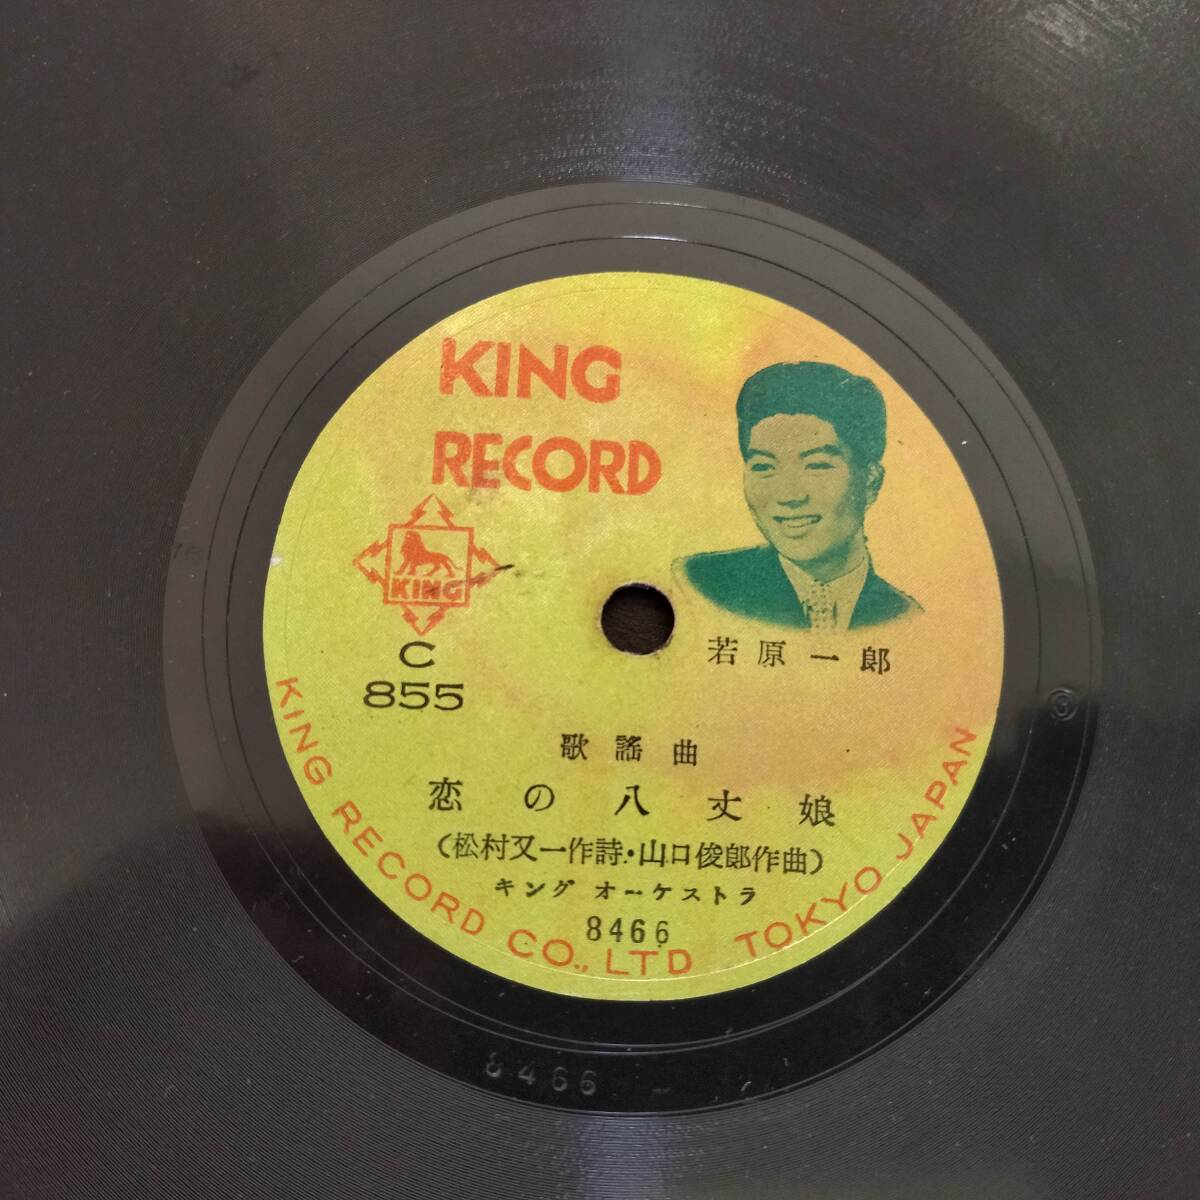 KING
RECORD
KING
C
855
若原一郎
歌謡曲
恋の八丈娘
(松村又一作詩・山口俊郎作曲)
キング オーケストラ
8466
KING RECORD CO., LTD TOKYO JAPAN
8466